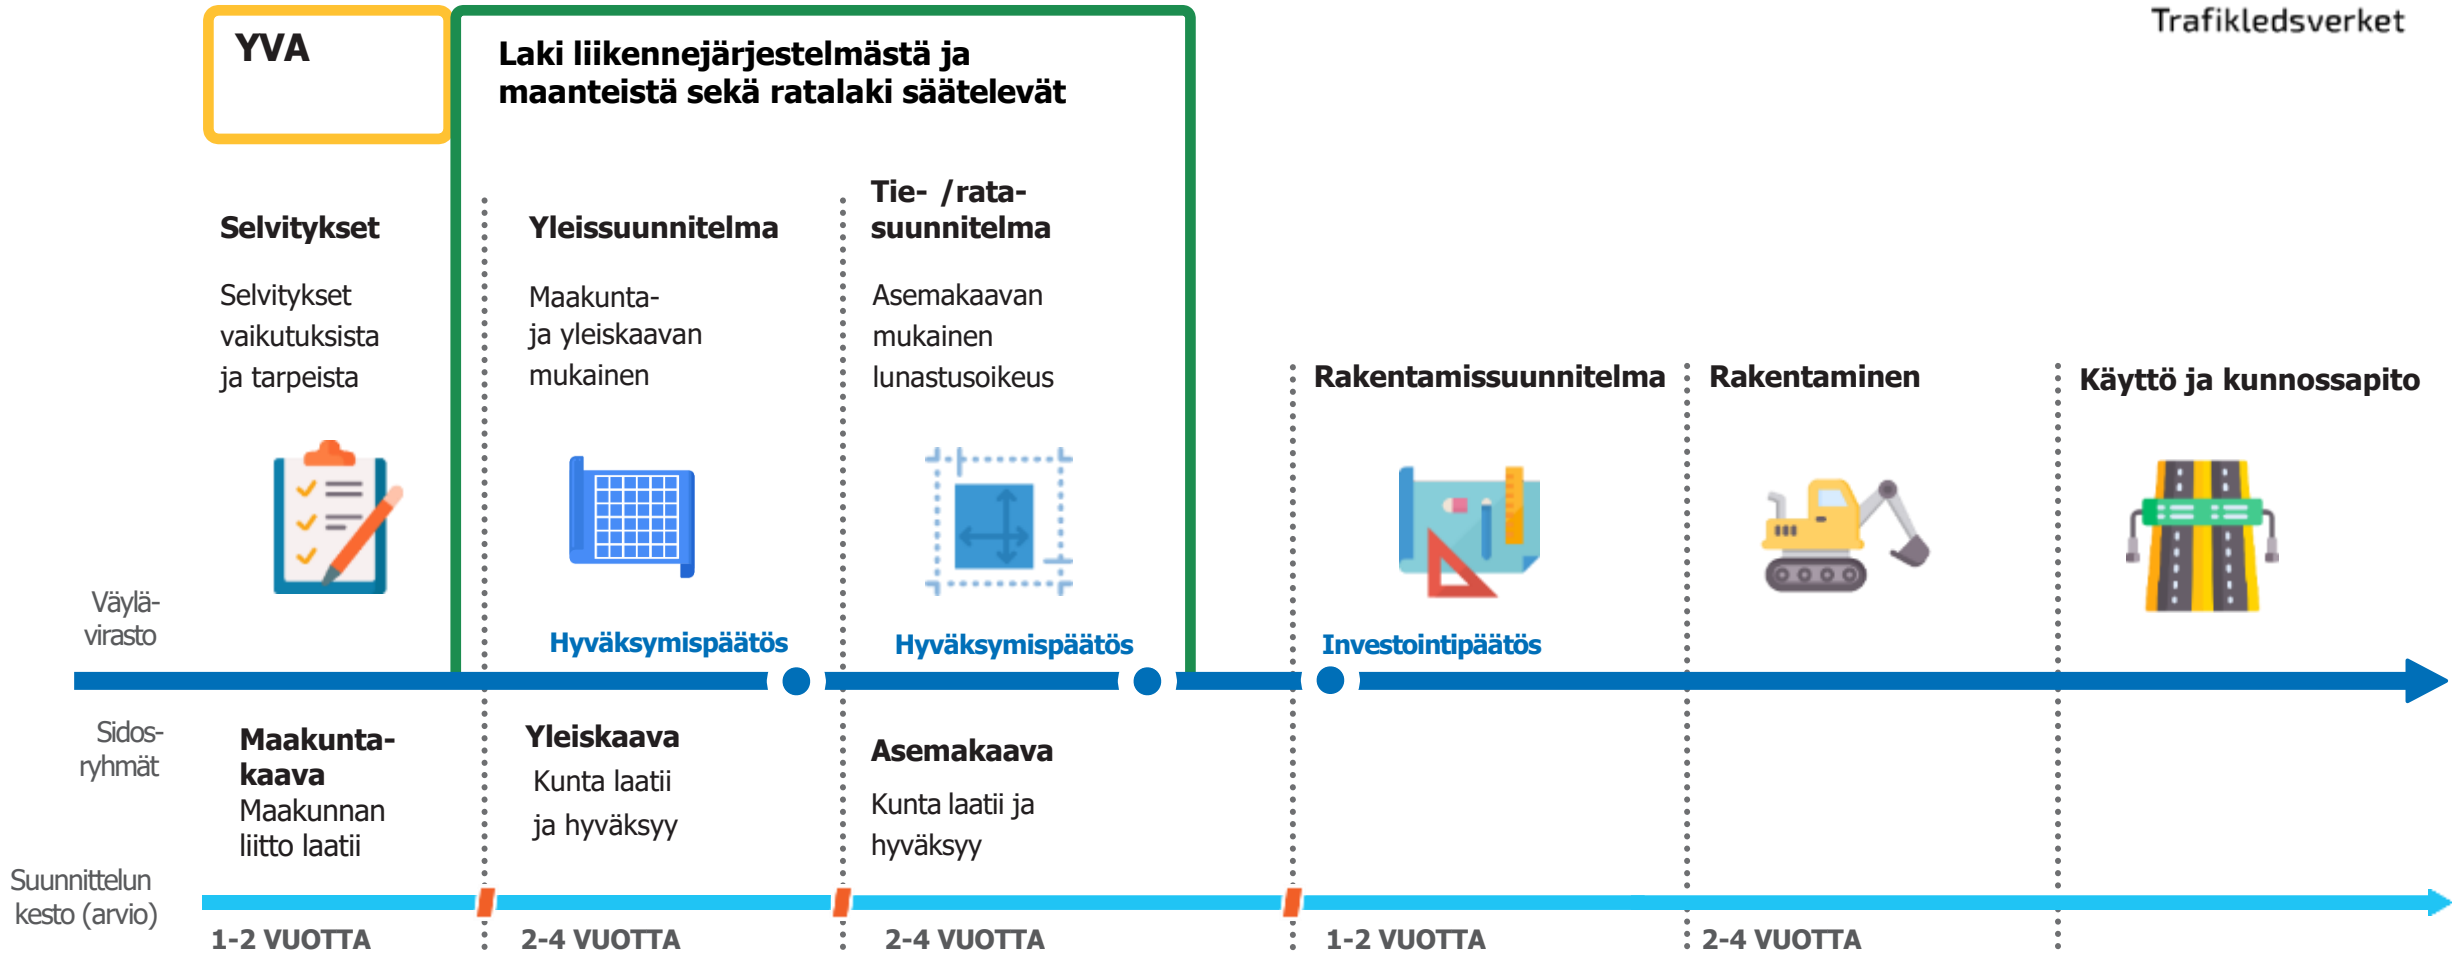 Trafikledsverket
YVA
Laki liikennejärjestelmästä ja
maanteistä sekä ratalaki säätelevät
Selvitykset
Selvitykset
vaikutuksista
ja tarpeista
Yleissuunnitelma
Maakunta-
ja yleiskaavan
mukainen
Tie- /rata-
suunnitelma
Asemakaavan
mukainen
lunastusoikeus
Rakentamissuunnitelma
Rakentaminen
Käyttö ja kunnossapito
Väylä-
virasto
Hyväksymispäätös
Hyväksymispäätös
Investointipäätös
Sidos-
ryhmät
Maakunta-
kaava
Maakunnan
liitto laatii
Yleiskaava
Kunta laatii
ja hyväksyy
Asemakaava
Kunta laatii ja
hyväksyy
Suunnittelun
kesto (arvio)
1-2 VUOTTA
2-4 VUOTTA
2-4 VUOTTA
1-2 VUOTTA
2-4 VUOTTA